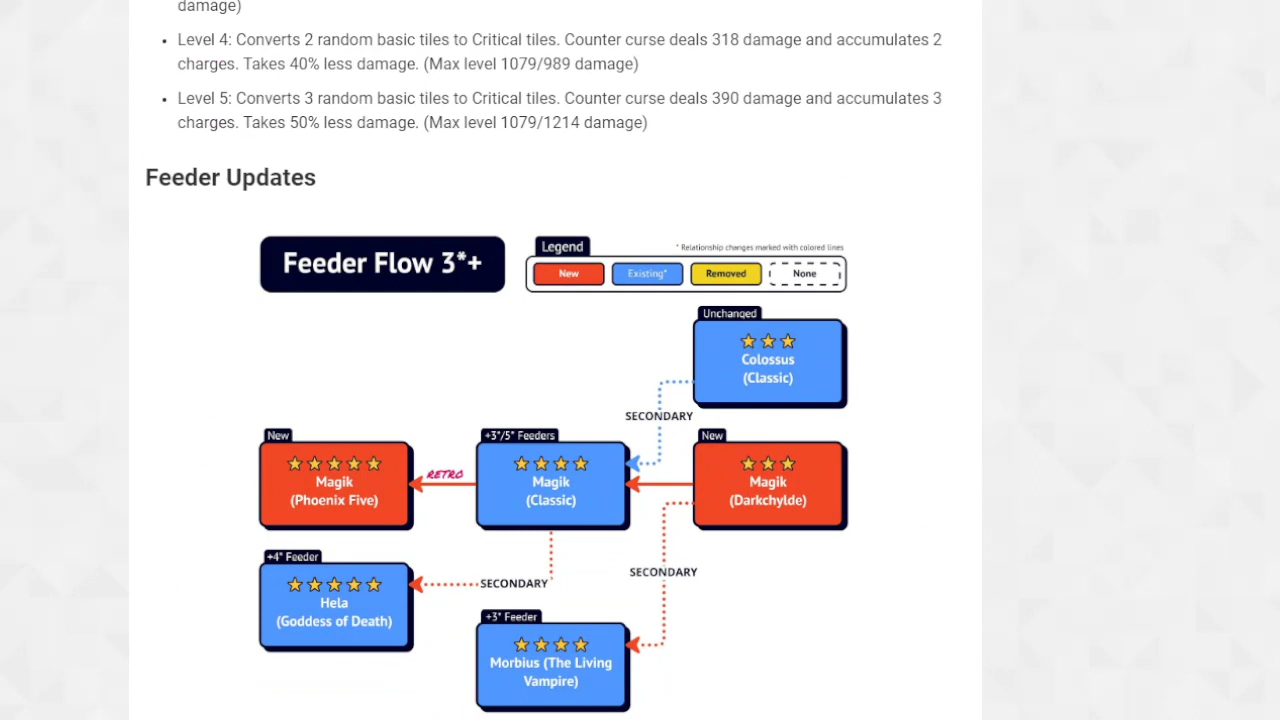 damage)
• Level 4: Converts 2 random basic tiles to Critical tiles. Counter curse deals 318 damage and accumulates 2
charges. Takes 40% less damage. (Max level 1079/989 damage)
• Level 5: Converts 3 random basic tiles to Critical tiles. Counter curse deals 390 damage and accumulates 3
charges. Takes 50% less damage. (Max level 1079/1214 damage)
Feeder Updates
Feeder Flow 3*+
Legend
* Relationship changes marked with colored lines
New
Existing*
Removed
None
Unchanged
Colossus
(Classic)
SECONDARY
New
Magik
(Phoenix Five)
RETRO
+3*/5* Feeders
Magik
(Classic)
New
Magik
(Darkchylde)
+4* Feeder
Hela
(Goddess of Death)
SECONDARY
SECONDARY
+3* Feeder
Morbius (The Living
Vampire)